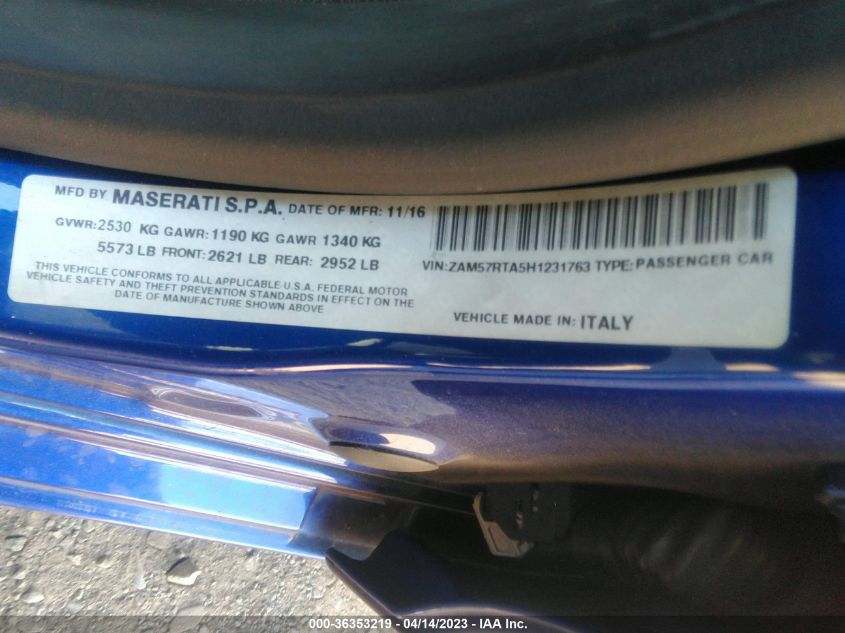 MFD BY MASERATI S.P.A. DATE OF MFR: 11/16
GVWR:2530 KG GAWR:1190 KG GAWR 1340 KG
5573 LB FRONT:2621 LB REAR: 2952 LB
THIS VEHICLE CONFORMS TO ALL APPLICABLE U.S.A. FEDERAL MOTOR
VEHICLE SAFETY AND THEFT PREVENTION STANDARDS IN EFFECT ON THE
DATE OF MANUFACTURE SHOWN ABOVE
VIN:ZAM57RTA5H1231763 TYPE:PASSENGER CAR
VEHICLE MADE IN: ITALY
000-36353219 - 04/14/2023 - IAA Inc.